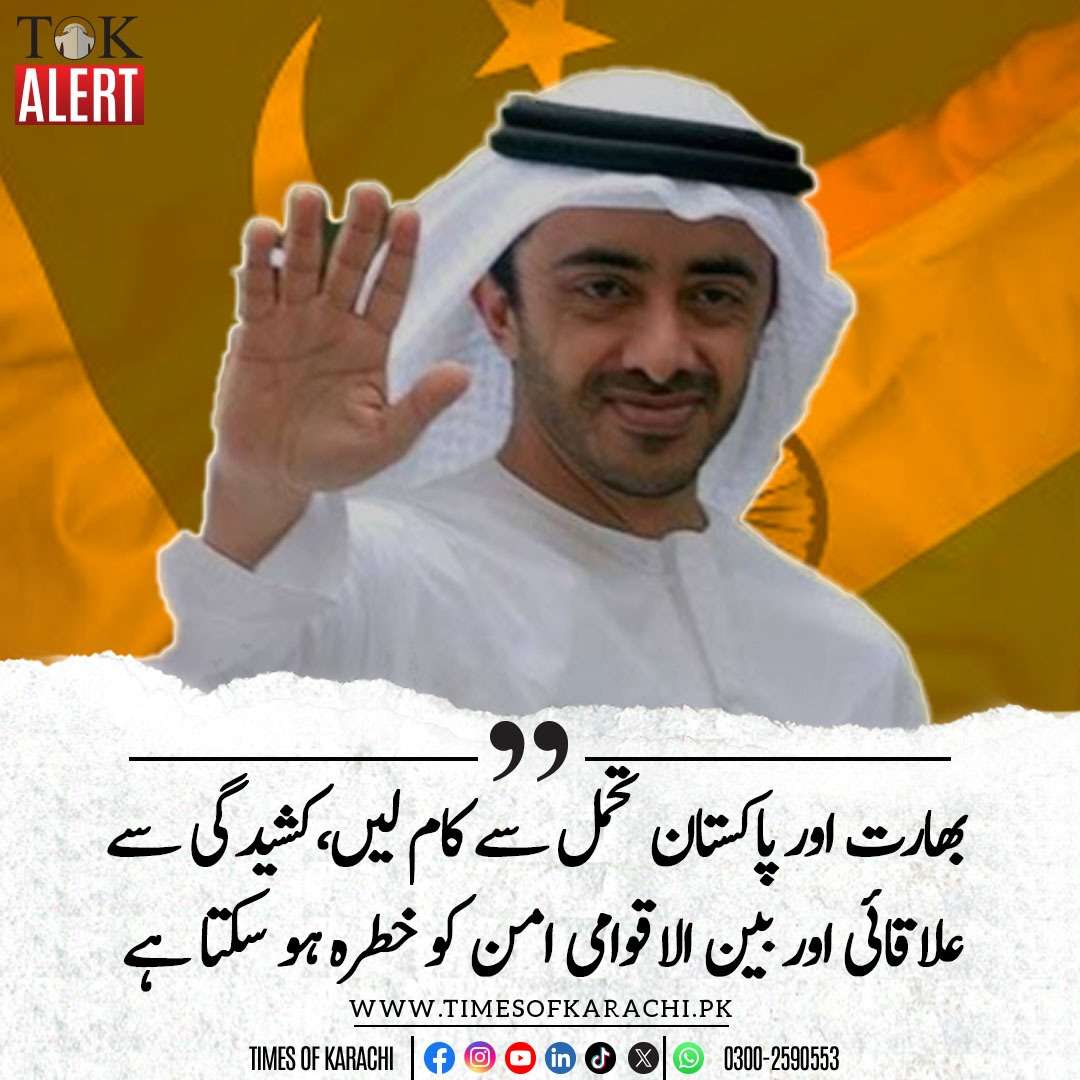 TOK
ALERT
بھارت اور پاکستان تحمل سے کام لیں، کشیدگی سے
علاقائی اور بین الاقوامی امن کو خطرہ ہو سکتا ہے
WWW.TIMESOFKARACHI.PK
TIMES OF KARACHI 0300-2590553